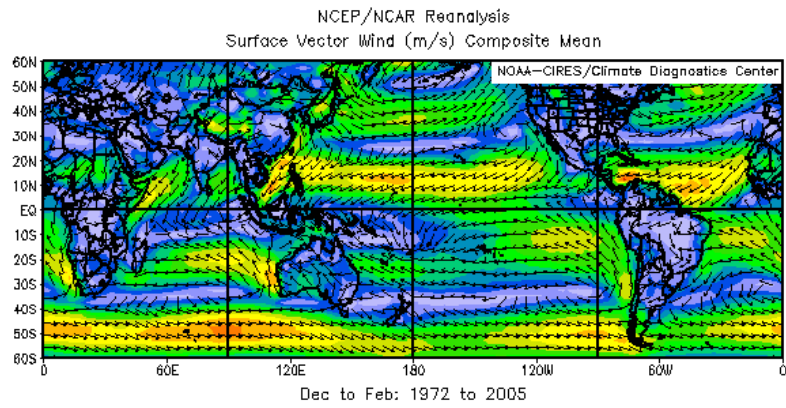 NCEP/NCAR Reanalysis
Surface Vector Wind (m/s) Composite Mean
NOAA-CIRES/Climate Diagnostics Center
60N
50N
40N
30N
20N
10N
EQ
10S
20S
30S
40S
50S
60S
0 60E 120E 180 120W 60W 0
Dec to Feb: 1972 to 2005